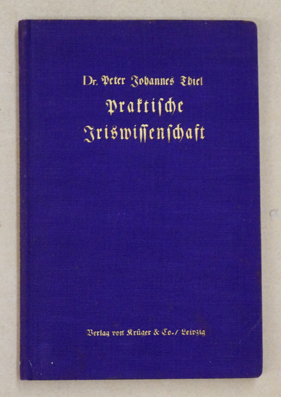 Dr. Peter Johannes Thiel
Praktische
Iriswissenschaft
Verlag von Krüger & Co. / Leipzig